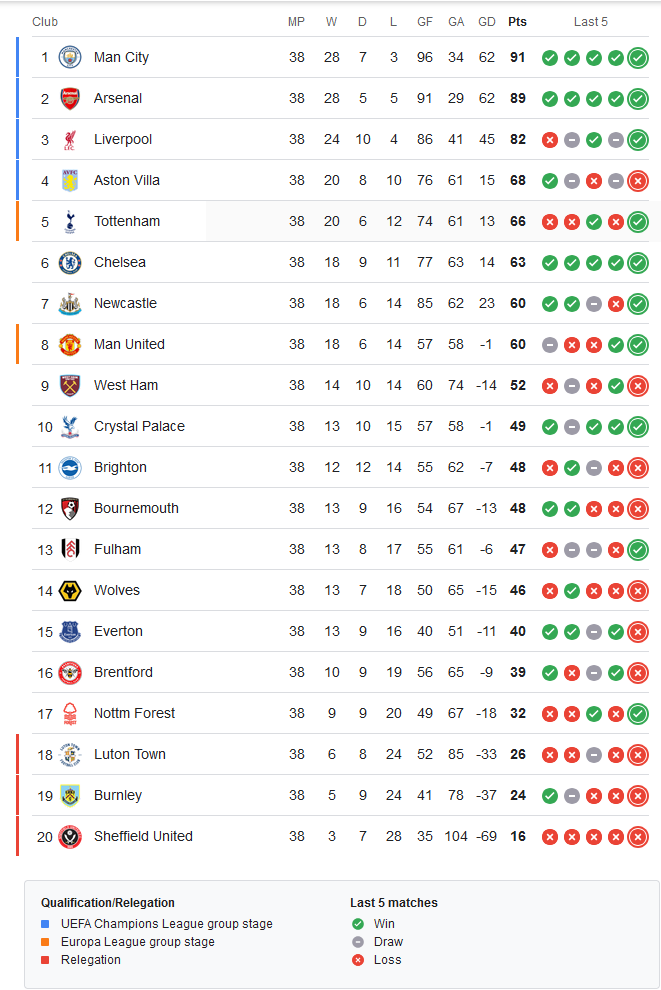 Club MP W D L GF GA GD Pts Last 5
1 Man City 38 28 7 3 96 34 62 91
2 Arsenal 38 28 5 5 91 29 62 89
3 Liverpool 38 24 10 4 86 41 45 82
4 Aston Villa 38 20 8 10 76 61 15 68
5 Tottenham 38 20 6 12 74 61 13 66
6 Chelsea 38 18 9 11 77 63 14 63
7 Newcastle 38 18 6 14 85 62 23 60
8 Man United 38 18 6 14 57 58 -1 60
9 West Ham 38 14 10 14 60 74 -14 52
10 Crystal Palace 38 13 10 15 57 58 -1 49
11 Brighton 38 12 12 14 55 62 -7 48
12 Bournemouth 38 13 9 16 54 67 -13 48
13 Fulham 38 13 8 17 55 61 -6 47
14 Wolves 38 13 7 18 50 65 -15 46
15 Everton 38 13 9 16 40 51 -11 40
16 Brentford 38 10 9 19 56 65 -9 39
17 Nottm Forest 38 9 9 20 49 67 -18 32
18 Luton Town 38 6 8 24 52 85 -33 26
19 Burnley 38 5 9 24 41 78 -37 24
20 Sheffield United 38 3 7 28 35 104 -69 16
Qualification/Relegation
UEFA Champions League group stage
Europa League group stage
Relegation
Last 5 matches
Win
Draw
Loss